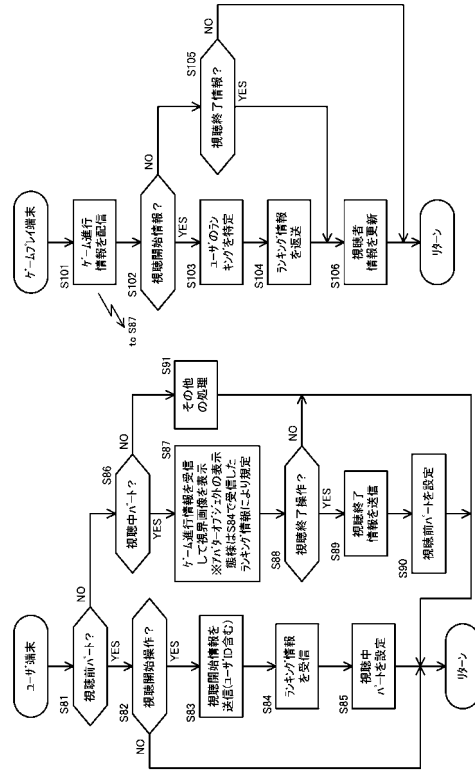 ユーザ端末
S81
視聴前パート?
NO
YES
S82
視聴開始操作?
NO
YES
S83
視聴開始情報を
送信(ユーザID含む)
S84
ランキング情報
を受信
S85
視聴中
パートを設定
リターン
S86
視聴中パート?
NO
YES
S87
ゲーム進行情報を受信
して視界画像を表示
※アバターオブジェクトの表示
態様はS84で受信した
ランキング情報により規定
S88
視聴終了操作?
NO
YES
S89
視聴終了
情報を送信
S90
視聴前パートを設定
S91
その他
の処理
ゲームプレイ端末
S101
ゲーム進行
情報を配信
to S87
S102
視聴開始情報?
NO
YES
S103
ユーザのラン
キングを特定
S104
ランキング情報
を返送
S105
視聴終了情報?
NO
YES
S106
視聴者
情報を更新
リターン